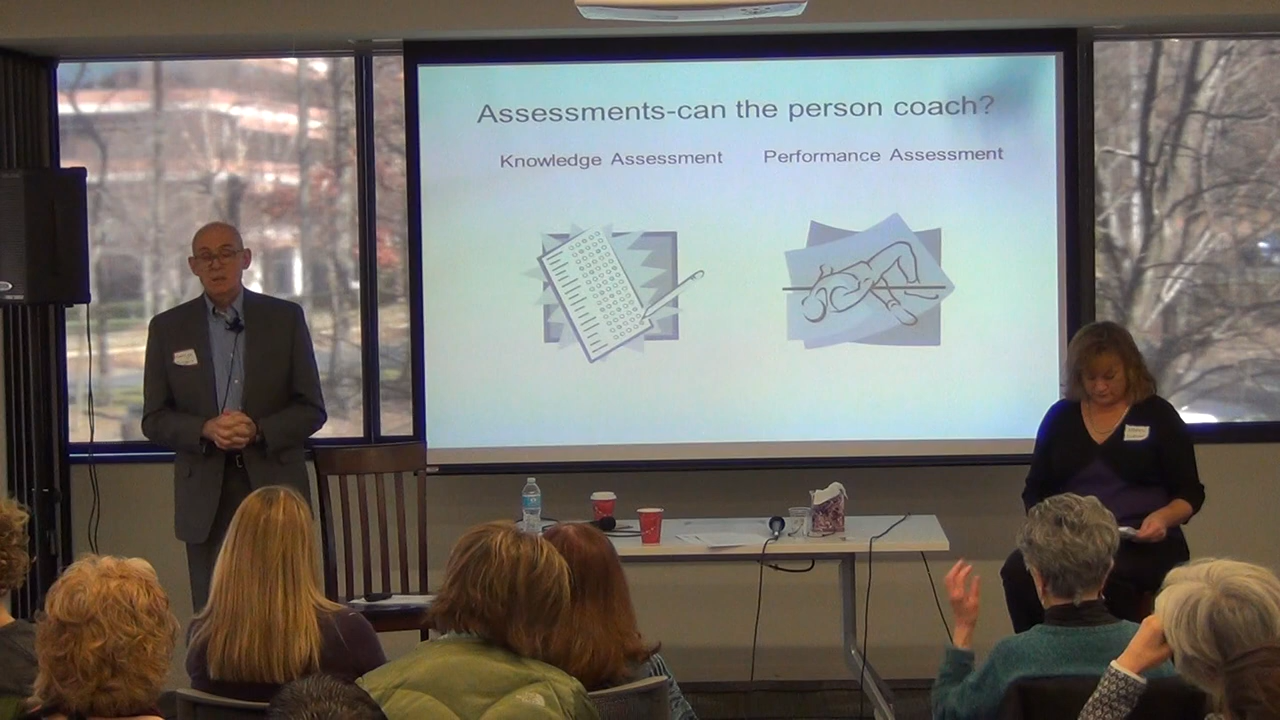 Assessments-can the person coach?
Knowledge Assessment
Performance Assessment